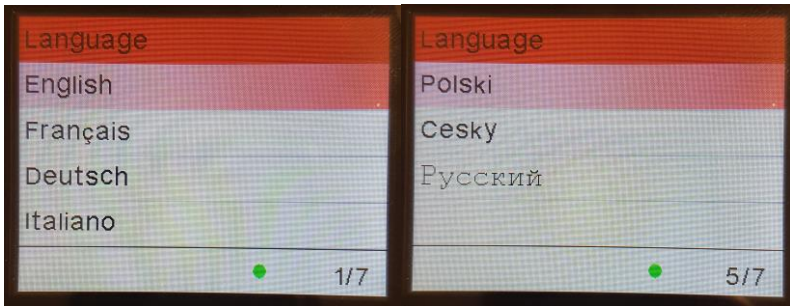 Language
English
Français
Deutsch
Italiano
1/7
Language
Polski
Cesky
Русский
5/7